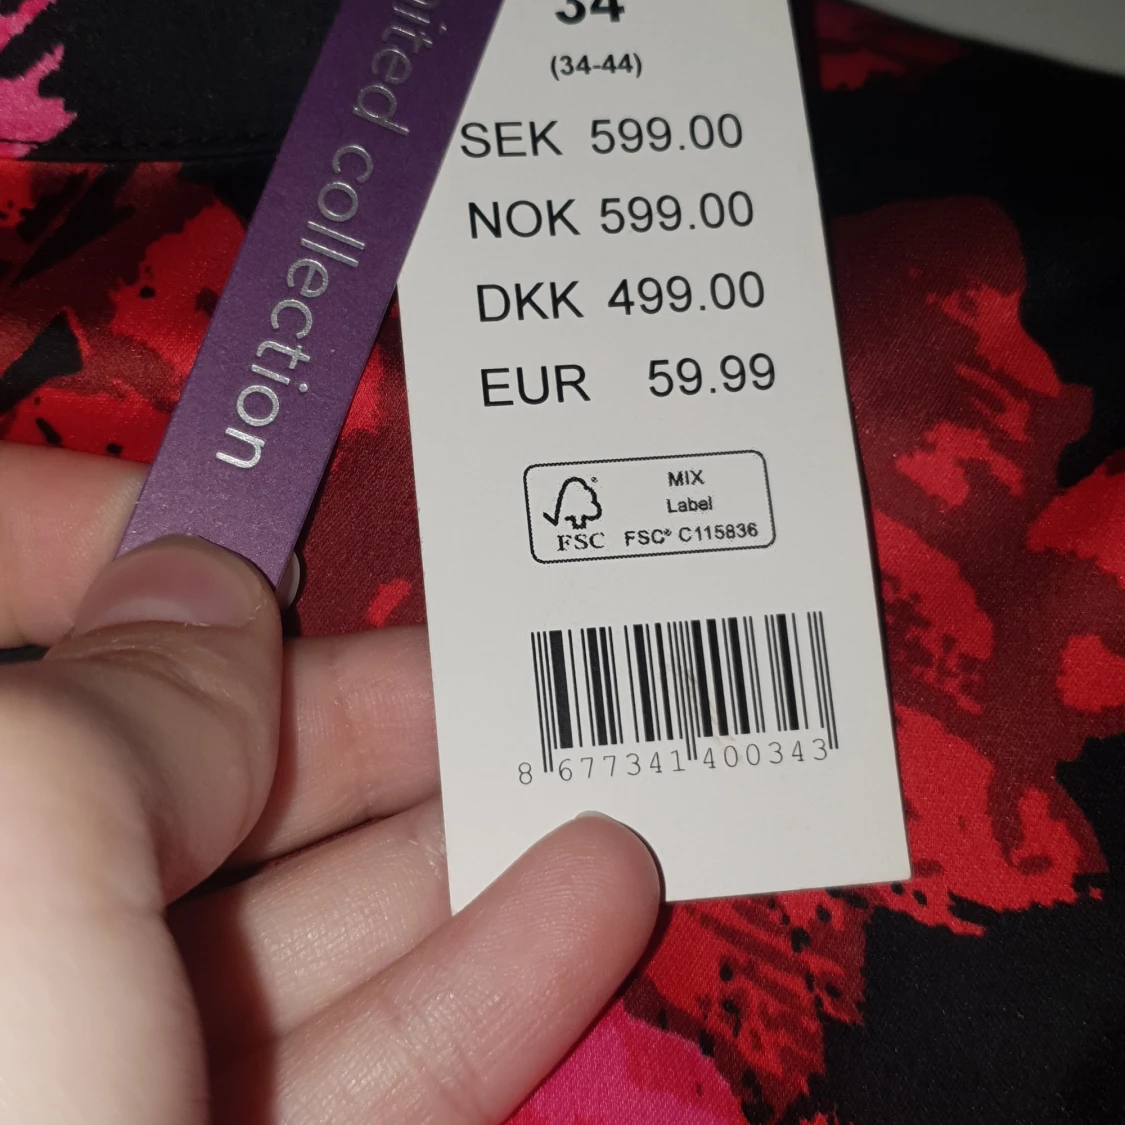 collection
34
(34-44)
SEK 599.00
NOK 599.00
DKK 499.00
EUR 59.99
MIX
Label
FSC® C115836
FSC
8 677341 400343